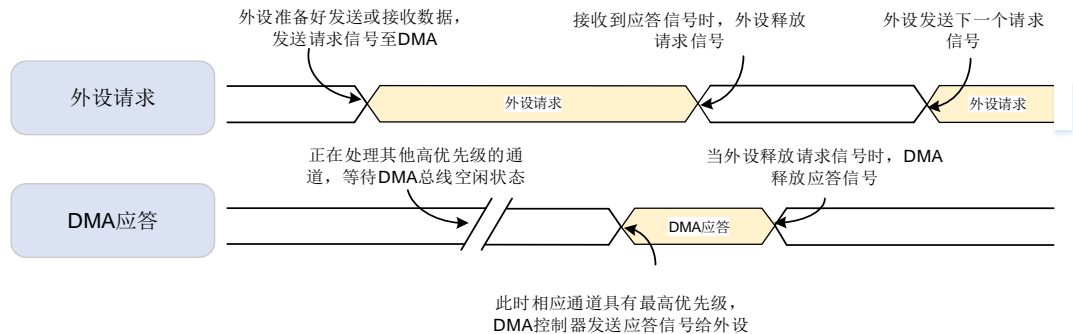 外设准备好发送或接收数据，
发送请求信号至DMA
接收到应答信号时，外设释放
请求信号
外设发送下一个请求
信号
外设请求
外设请求
外设请求
正在处理其他高优先级的通
道，等待DMA总线空闲状态
当外设释放请求信号时，DMA
释放应答信号
DMA应答
DMA应答
此时相应通道具有最高优先级，
DMA控制器发送应答信号给外设